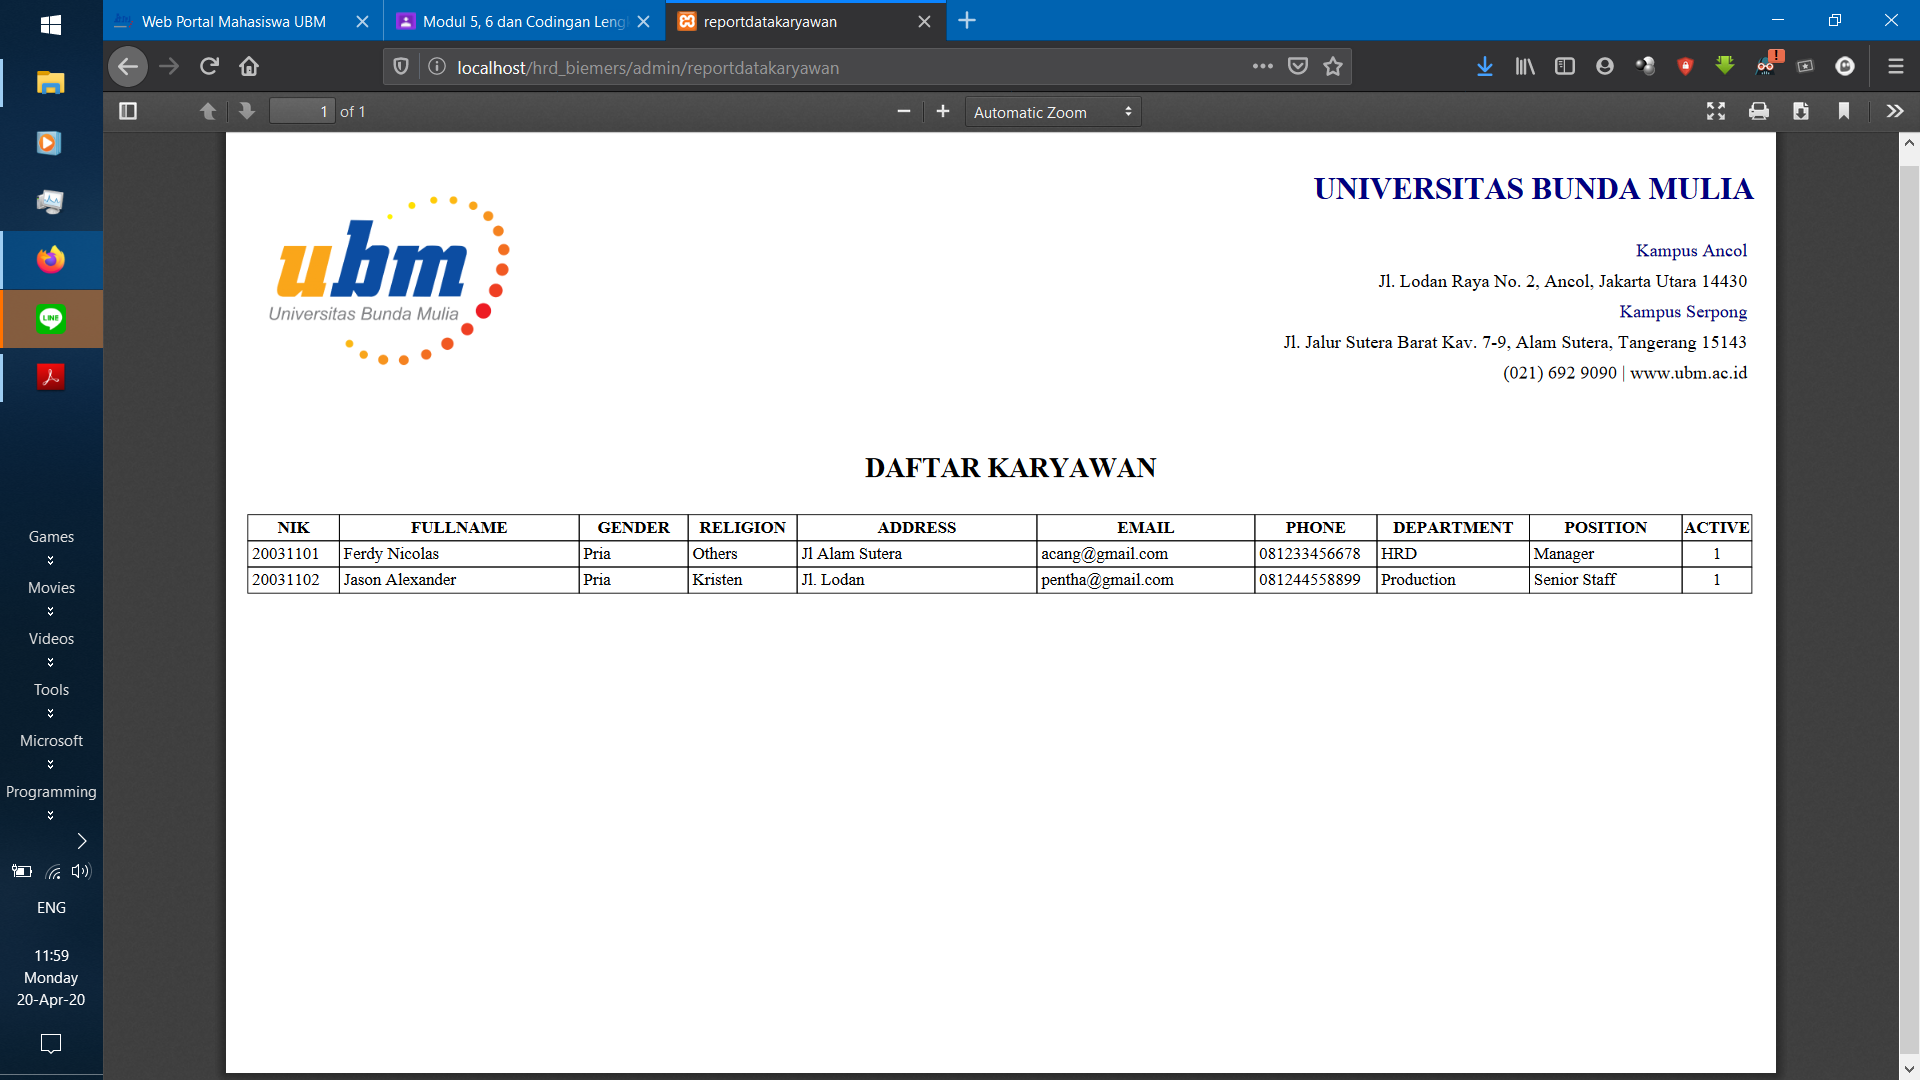 Web Portal Mahasiswa UBM
Modul 5, 6 dan Codingan Leng
reportdatakaryawan
localhost/hrd_biemers/admin/reportdatakaryawan
1 of 1
Automatic Zoom
ubm
Universitas Bunda Mulia
UNIVERSITAS BUNDA MULIA
Kampus Ancol
Jl. Lodan Raya No. 2, Ancol, Jakarta Utara 14430
Kampus Serpong
Jl. Jalur Sutera Barat Kav. 7-9, Alam Sutera, Tangerang 15143
(021) 692 9090 | www.ubm.ac.id
DAFTAR KARYAWAN
NIK FULLNAME GENDER RELIGION ADDRESS EMAIL PHONE DEPARTMENT POSITION ACTIVE
20031101 Ferdy Nicolas Pria Others Jl Alam Sutera acang@gmail.com 081233456678 HRD Manager 1
20031102 Jason Alexander Pria Kristen Jl. Lodan pentha@gmail.com 081244558899 Production Senior Staff 1
LINE
Games
Movies
Videos
Tools
Microsoft
Programming
ENG
11:59
Monday
20-Apr-20